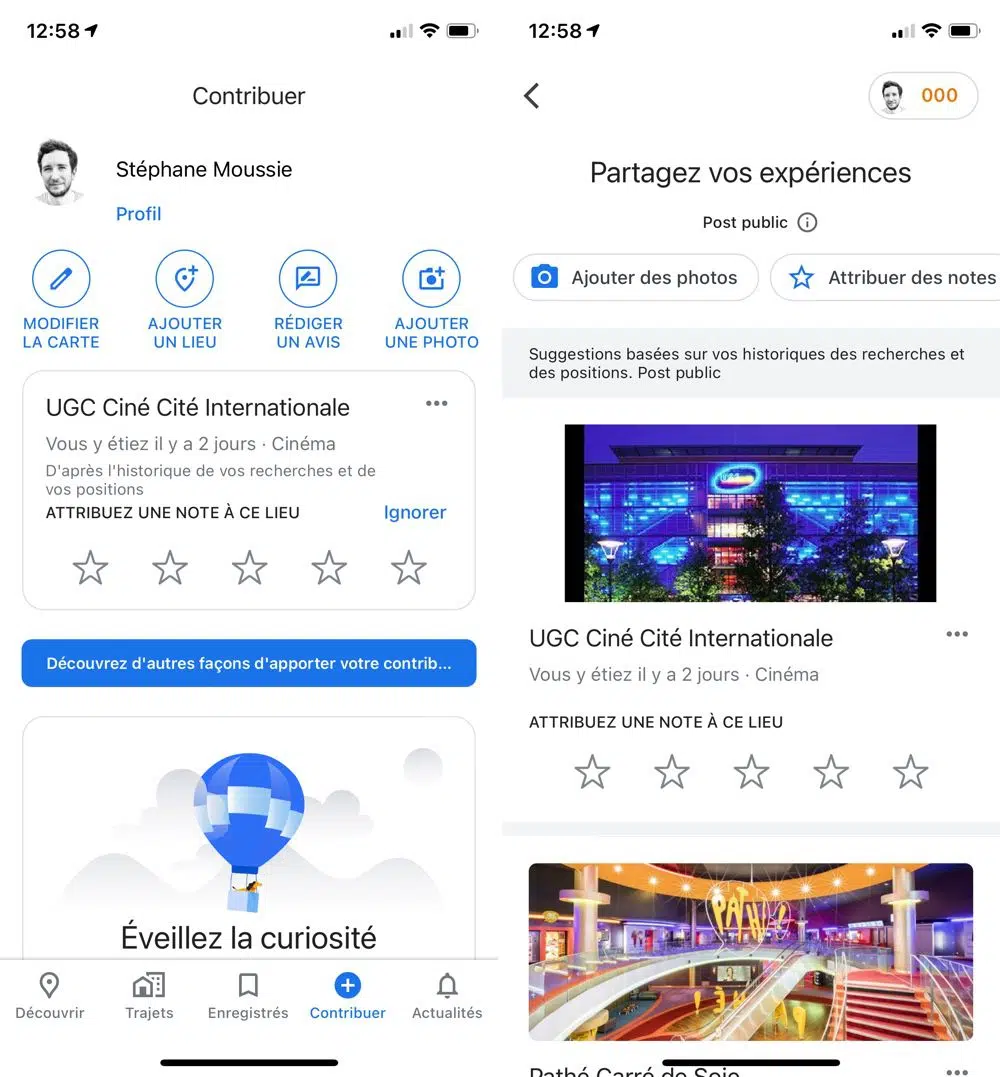 12:58
Contribuer
Stéphane Moussie
Profil
MODIFIER
LA CARTE
AJOUTER
UN LIEU
RÉDIGER
UN AVIS
AJOUTER
UNE PHOTO
UGC Ciné Cité Internationale
Vous y étiez il y a 2 jours · Cinéma
D'après l'historique de vos recherches et de
vos positions
ATTRIBUEZ UNE NOTE À CE LIEU
Ignorer
Découvrez d'autres façons d'apporter votre contrib...
Éveillez la curiosité
Découvrir
Trajets
Enregistrés
Contribuer
Actualités
12:58
000
Partagez vos expériences
Post public
Ajouter des photos
Attribuer des notes
Suggestions basées sur vos historiques des recherches et
des positions. Post public
UGC Ciné Cité Internationale
Vous y étiez il y a 2 jours · Cinéma
ATTRIBUEZ UNE NOTE À CE LIEU
PATHÉ
Pathé Carré de Soie